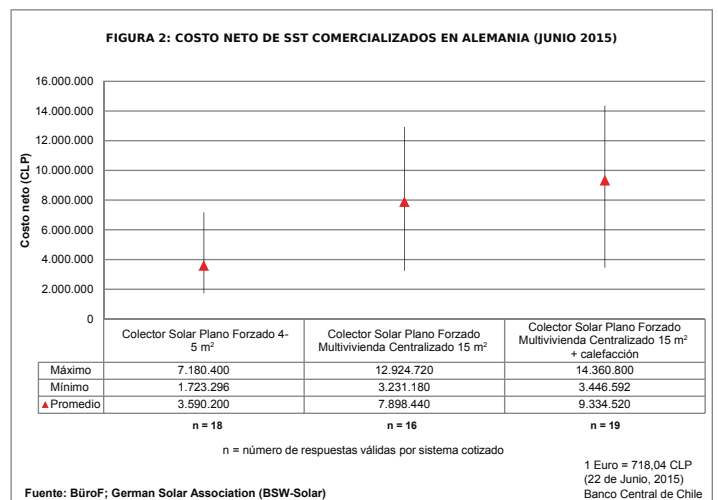 FIGURA 2: COSTO NETO DE SST COMERCIALIZADOS EN ALEMANIA (JUNIO 2015)
Costo neto (CLP)
16.000.000
14.000.000
12.000.000
10.000.000
8.000.000
6.000.000
4.000.000
2.000.000
0
Colector Solar Plano Forzado 4-
5 m²
Colector Solar Plano Forzado
Multivivienda Centralizado 15 m²
Colector Solar Plano Forzado
Multivivienda Centralizado 15 m²
+ calefacción
Máximo 7.180.400 12.924.720 14.360.800
Mínimo 1.723.296 3.231.180 3.446.592
Promedio 3.590.200 7.898.440 9.334.520
n = 18 n = 16 n = 19
n = número de respuestas válidas por sistema cotizado
1 Euro = 718,04 CLP
(22 de Junio, 2015)
Banco Central de Chile
Fuente: BüroF; German Solar Association (BSW-Solar)